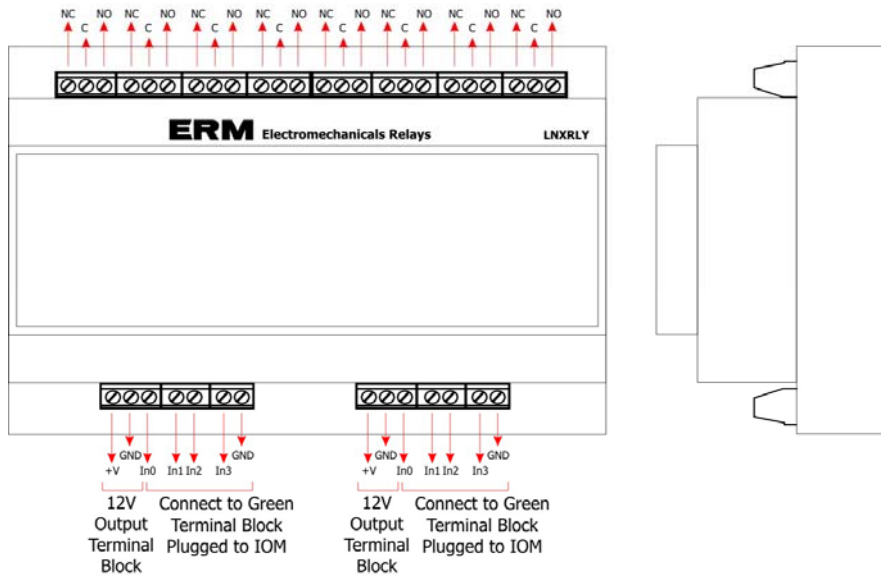 NC NO NC NO NC NO NC NO NC NO NC NO NC NO NC NO
C C C C C C C C
ERM Electromechanicals Relays LNXRLY
GND GND GND GND
+V In0 In1 In2 In3 +V In0 In1 In2 In3
12V Connect to Green 12V Connect to Green
Output Terminal Block Output Terminal Block
Terminal Plugged to IOM Terminal Plugged to IOM
Block Block